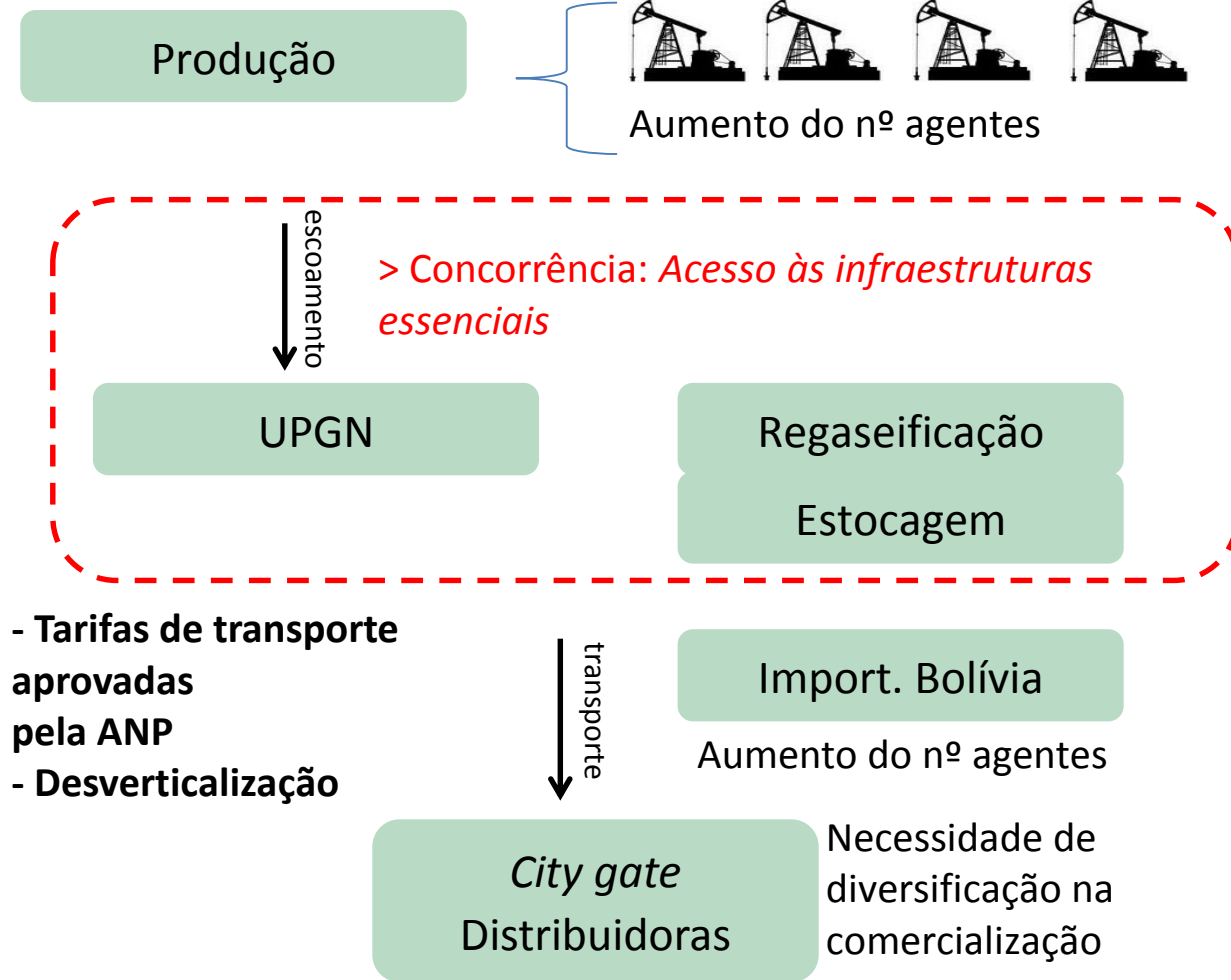 Produção
Aumento do nº agentes
escoamento
> Concorrência: Acesso às infraestruturas
essenciais
UPGN
Regaseificação
Estocagem
- Tarifas de transporte
aprovadas
pela ANP
- Desverticalização
transporte
Import. Bolívia
Aumento do nº agentes
City gate
Distribuidoras
Necessidade de
diversificação na
comercialização